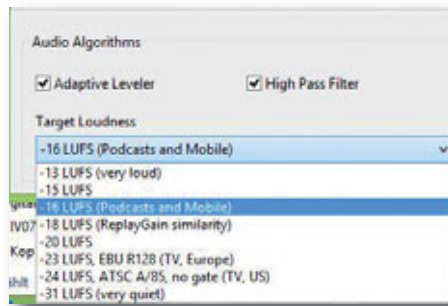 Audio Algorithms
Adaptive Leveler High Pass Filter
Target Loudness
-16 LUFS (Podcasts and Mobile)
-13 LUFS (very loud)
-15 LUFS
-16 LUFS (Podcasts and Mobile)
-18 LUFS (ReplayGain similarity)
-20 LUFS
-23 LUFS, EBU R128 (TV, Europe)
-24 LUFS, ATSC A/85, no gate (TV, US)
-31 LUFS (very quiet)
IV07
Kop